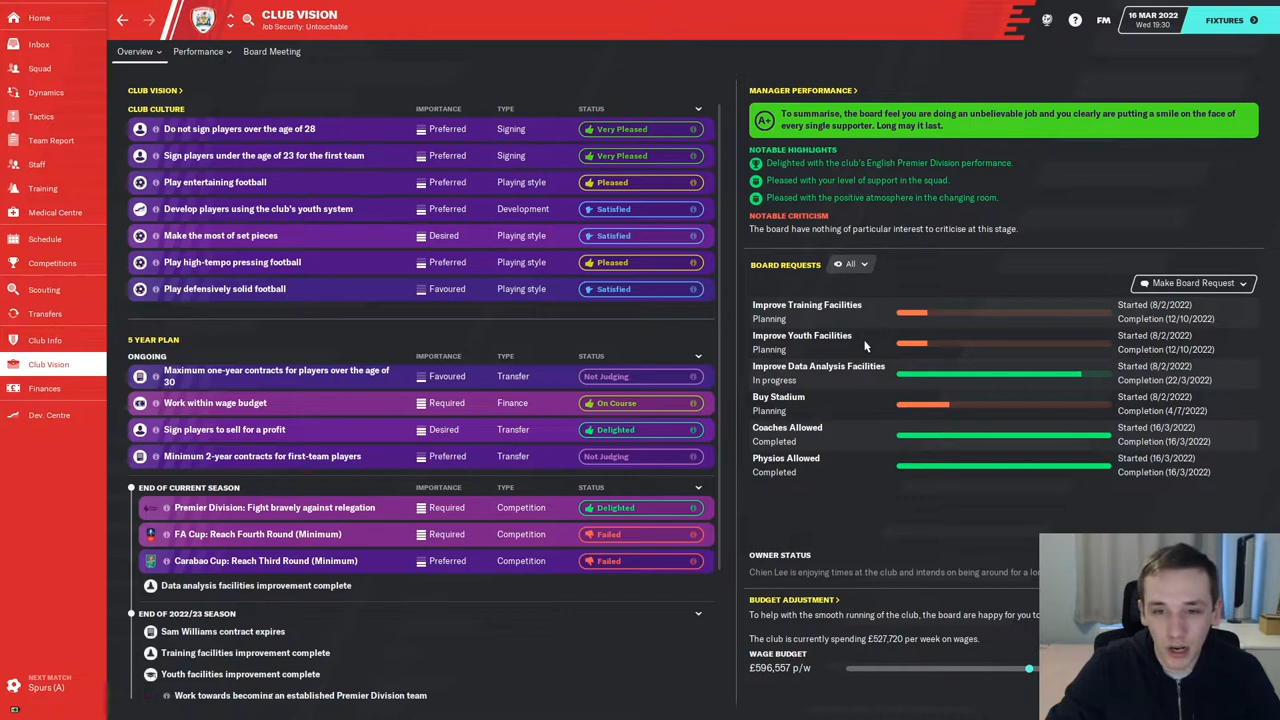 Home
CLUB VISION
Job Security: Untouchable
FM
16 MAR 2022
Wed 19:30
FIXTURES
Inbox
Squad
Dynamics
Tactics
Team Report
Staff
Training
Medical Centre
Schedule
Competitions
Scouting
Transfers
Club Info
Club Vision
Finances
Dev. Centre
NEXT MATCH
Spurs (A)
Overview
Performance
Board Meeting
CLUB VISION >
CLUB CULTURE IMPORTANCE TYPE STATUS
Do not sign players over the age of 28 Preferred Signing Very Pleased
Sign players under the age of 23 for the first team Preferred Signing Very Pleased
Play entertaining football Preferred Playing style Pleased
Develop players using the club's youth system Preferred Development Satisfied
Make the most of set pieces Desired Playing style Satisfied
Play high-tempo pressing football Preferred Playing style Pleased
Play defensively solid football Favoured Playing style Satisfied
5 YEAR PLAN
ONGOING IMPORTANCE TYPE STATUS
Maximum one-year contracts for players over the age of
30 Favoured Transfer Not Judging
Work within wage budget Required Finance On Course
Sign players to sell for a profit Desired Transfer Delighted
Minimum 2-year contracts for first-team players Preferred Transfer Not Judging
END OF CURRENT SEASON IMPORTANCE TYPE STATUS
Premier Division: Fight bravely against relegation Required Competition Delighted
FA Cup: Reach Fourth Round (Minimum) Required Competition Failed
Carabao Cup: Reach Third Round (Minimum) Preferred Competition Failed
Data analysis facilities improvement complete
END OF 2022/23 SEASON
Sam Williams contract expires
Training facilities improvement complete
Youth facilities improvement complete
Work towards becoming an established Premier Division team
MANAGER PERFORMANCE >
A+
To summarise, the board feel you are doing an unbelievable job and you clearly are putting a smile on the face of
every single supporter. Long may it last.
NOTABLE HIGHLIGHTS
Delighted with the club's English Premier Division performance.
Pleased with your level of support in the squad.
Pleased with the positive atmosphere in the changing room.
NOTABLE CRITICISM
The board have nothing of particular interest to criticise at this stage.
BOARD REQUESTS All
Make Board Request
Improve Training Facilities Started (8/2/2022)
Planning Completion (12/10/2022)
Improve Youth Facilities Started (8/2/2022)
Planning Completion (12/10/2022)
Improve Data Analysis Facilities Started (8/2/2022)
In progress Completion (22/3/2022)
Buy Stadium Started (8/2/2022)
Planning Completion (4/7/2022)
Coaches Allowed Started (16/3/2022)
Completed Completion (16/3/2022)
Physios Allowed Started (16/3/2022)
Completed Completion (16/3/2022)
OWNER STATUS
Chien Lee is enjoying times at the club and intends on being around for a
BUDGET ADJUSTMENT >
To help with the smooth running of the club, the board are happy for you to
The club is currently spending £527,720 per week on wages.
WAGE BUDGET
£596,557 p/w